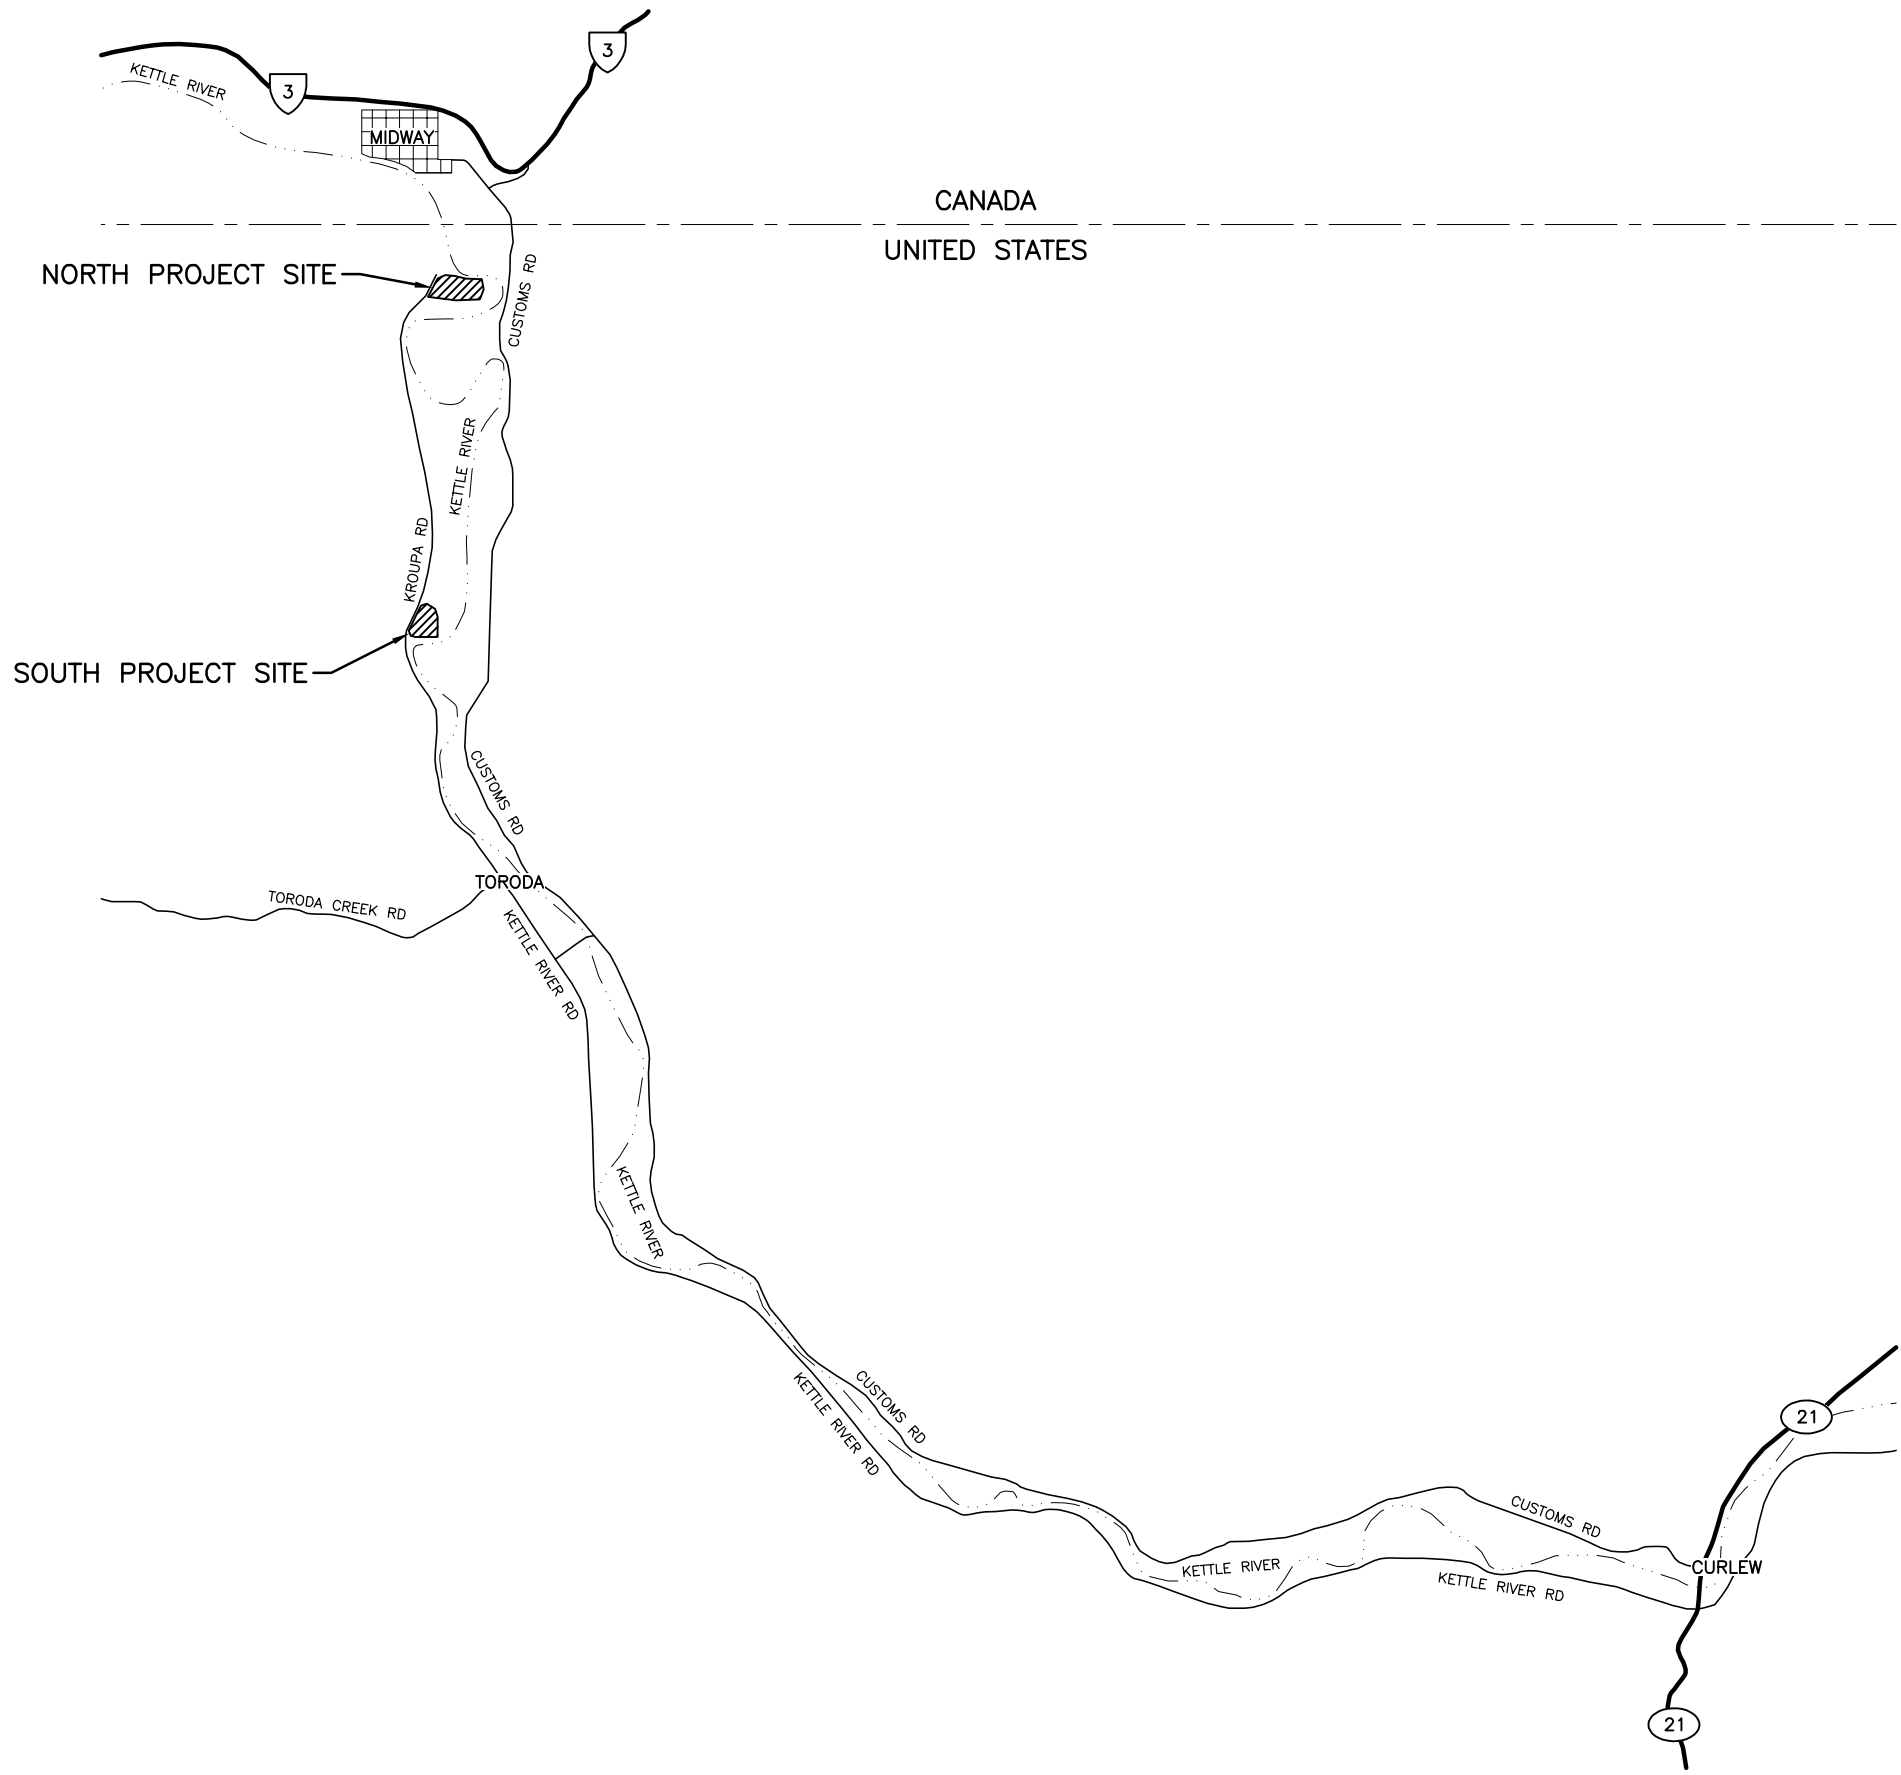 3
KETTLE RIVER
3
MIDWAY
CANADA
UNITED STATES
NORTH PROJECT SITE
CUSTOMS RD
KETTLE RIVER
KROUPA RD
SOUTH PROJECT SITE
CUSTOMS RD
TORODA
TORODA CREEK RD
KETTLE RIVER RD
KETTLE RIVER
CUSTOMS RD
KETTLE RIVER RD
21
CUSTOMS RD
KETTLE RIVER
CURLEW
KETTLE RIVER RD
21